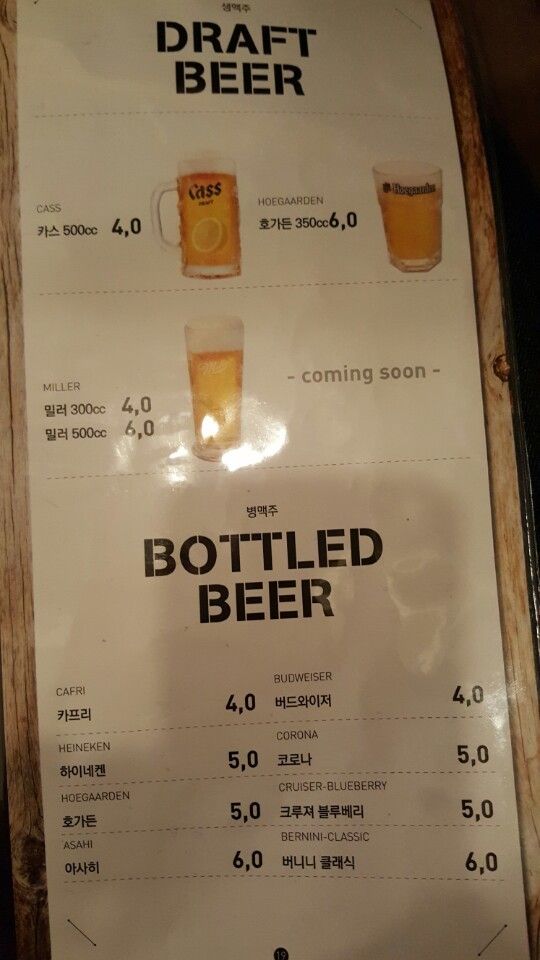 생맥주
DRAFT
BEER
Cass
DRAFT
Hoegaarden
CASS
카스 500cc 4,0
HOEGAARDEN
호가든 350cc 6,0
MILLER
밀러 300cc 4,0
밀러 500cc 6,0
- coming soon -
병맥주
BOTTLED
BEER
CAFRI
카프리 4,0
BUDWEISER
버드와이저 4,0
HEINEKEN
하이네켄 5,0
CORONA
코로나 5,0
HOEGAARDEN
호가든 5,0
CRUISER-BLUEBERRY
크루져 블루베리 5,0
ASAHI
아사히 6,0
BERNINI-CLASSIC
버니니 클래식 6,0
19